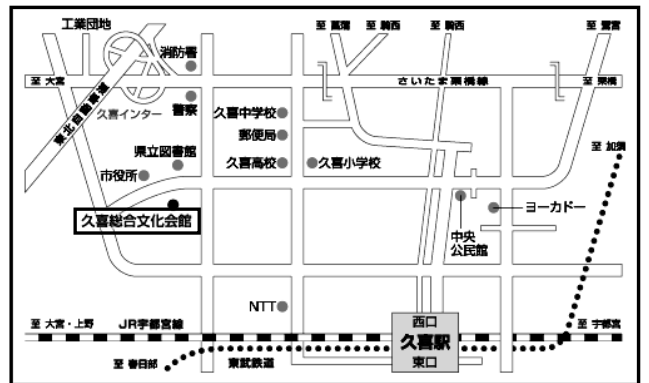 工業団地
至 菖蒲
至 騎西
至 騎西
至 鷲宮
消防署
至 大宮
さいたま栗橋線
至 栗橋
東北自動車道
久喜インター
警察
久喜中学校
郵便局
至 加須
県立図書館
久喜高校
久喜小学校
市役所
久喜総合文化会館
ヨーカドー
中央
公民館
NTT
西口
至 大宮・上野
JR宇都宮線
久喜駅
至 宇都宮
至 春日部
東武鉄道
東口